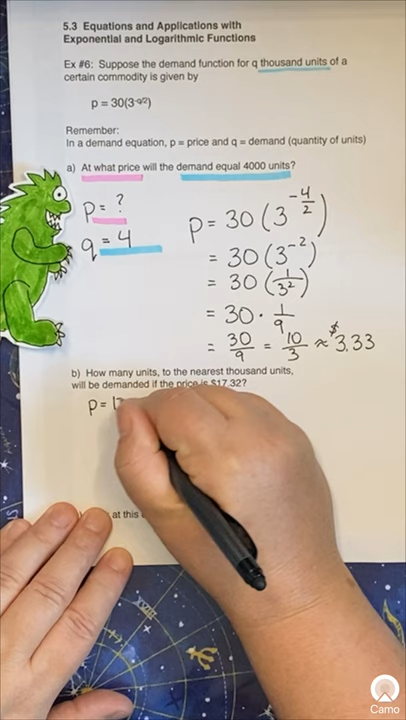 5.3 Equations and Applications with
Exponential and Logarithmic Functions
Ex #6: Suppose the demand function for q thousand units of a
certain commodity is given by
p = 30(3^-q/2)
Remember:
In a demand equation, p = price and q = demand (quantity of units)
a) At what price will the demand equal 4000 units?
p = ?
q = 4
p = 30(3^-4/2)
= 30(3^-2)
= 30(1/3^2)
= 30 · 1/9
= 30/9 = 10/3 ≈ $3.33
b) How many units, to the nearest thousand units,
will be demanded if the price is $17.32?
p = 1
at this
Camo